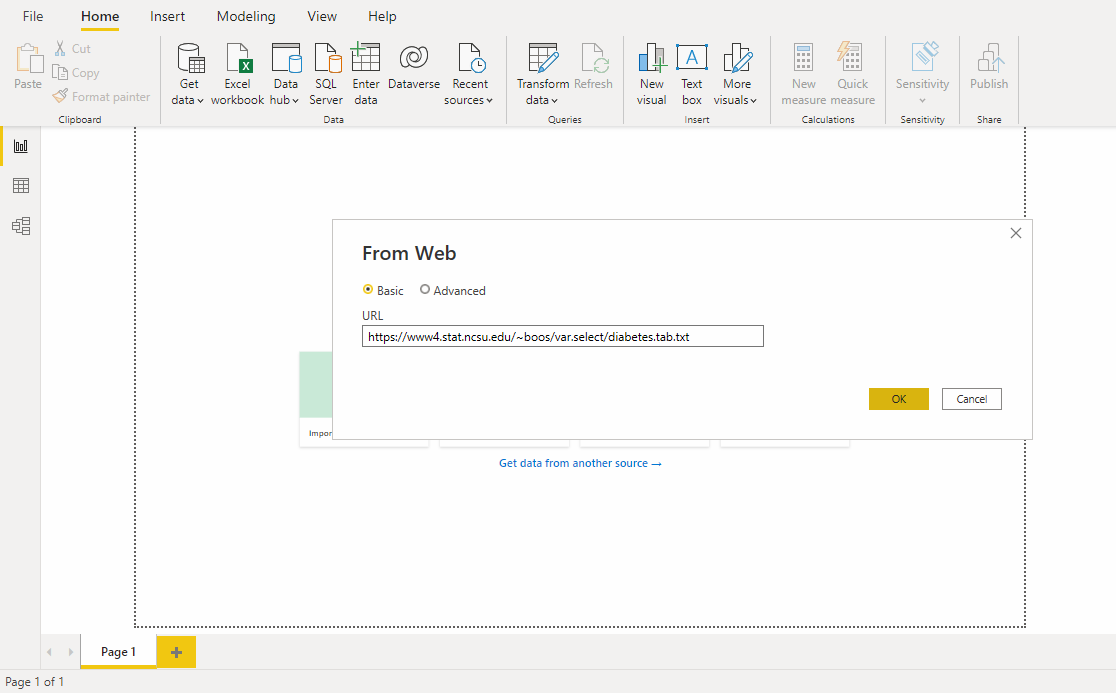 File Home Insert Modeling View Help
Paste
Cut
Copy
Format painter
Clipboard
Get data
Excel workbook
Data hub
SQL Server
Enter data
Dataverse
Recent sources
Data
Transform data
Refresh
Queries
New visual
Text box
More visuals
Insert
New measure
Quick measure
Calculations
Sensitivity
Sensitivity
Publish
Share
From Web
Basic Advanced
URL
https://www4.stat.ncsu.edu/~boos/var.select/diabetes.tab.txt
OK Cancel
Impor
Get data from another source →
Page 1
Page 1 of 1